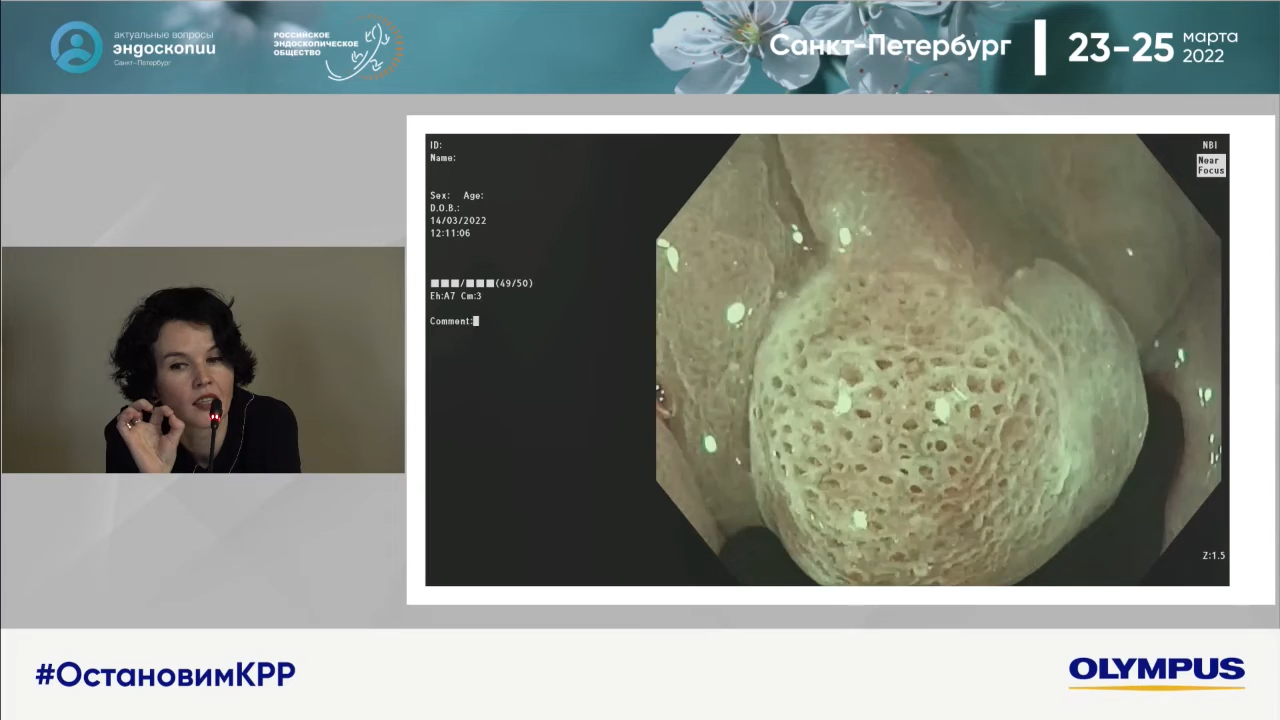 актуальные вопросы
эндоскопии
Санкт-Петербург
РОССИЙСКОЕ
ЭНДОСКОПИЧЕСКОЕ
ОБЩЕСТВО
Санкт-Петербург
23-25 марта
2022
ID:
Name:
Sex: Age:
D.O.B.:
14/03/2022
12:11:06
■■■/■■■(49/50)
Eh:A7 Cm:3
Comment:
NBI
Near
Focus
Z:1.5
#ОстановимКРР
OLYMPUS